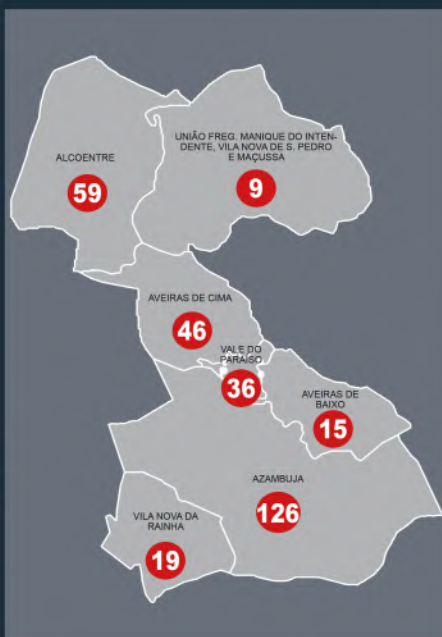 ALCOENTRE
59
UNIÃO FREG. MANIQUE DO INTEN-
DENTE, VILA NOVA DE S. PEDRO
E MAÇUSSA
9
AVEIRAS DE CIMA
46
VALE DO
PARAÍSO
36
AVEIRAS DE
BAIXO
15
AZAMBUJA
126
VILA NOVA DA
RAINHA
19